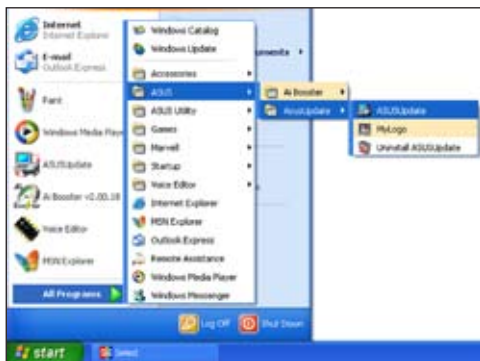 Internet
Internet Explorer
E-mail
Outlook Express
Paint
Windows Media Play
ASUSUpdate
Ai Booster v2.00.18
Voice Editor
MSN Explorer
All Programs
Windows Catalog
Windows Update
Accessories
ASUS
ASUS Utility
Games
Marvell
Startup
Voice Editor
Internet Explorer
MSN Explorer
Outlook Express
Remote Assistance
Windows Media Player
Windows Messenger
ocuments
Ai Booster
AsusUpdate
ASUSUpdate
MyLogo
Uninstall ASUSUpdate
Log Off
Shut Down
start